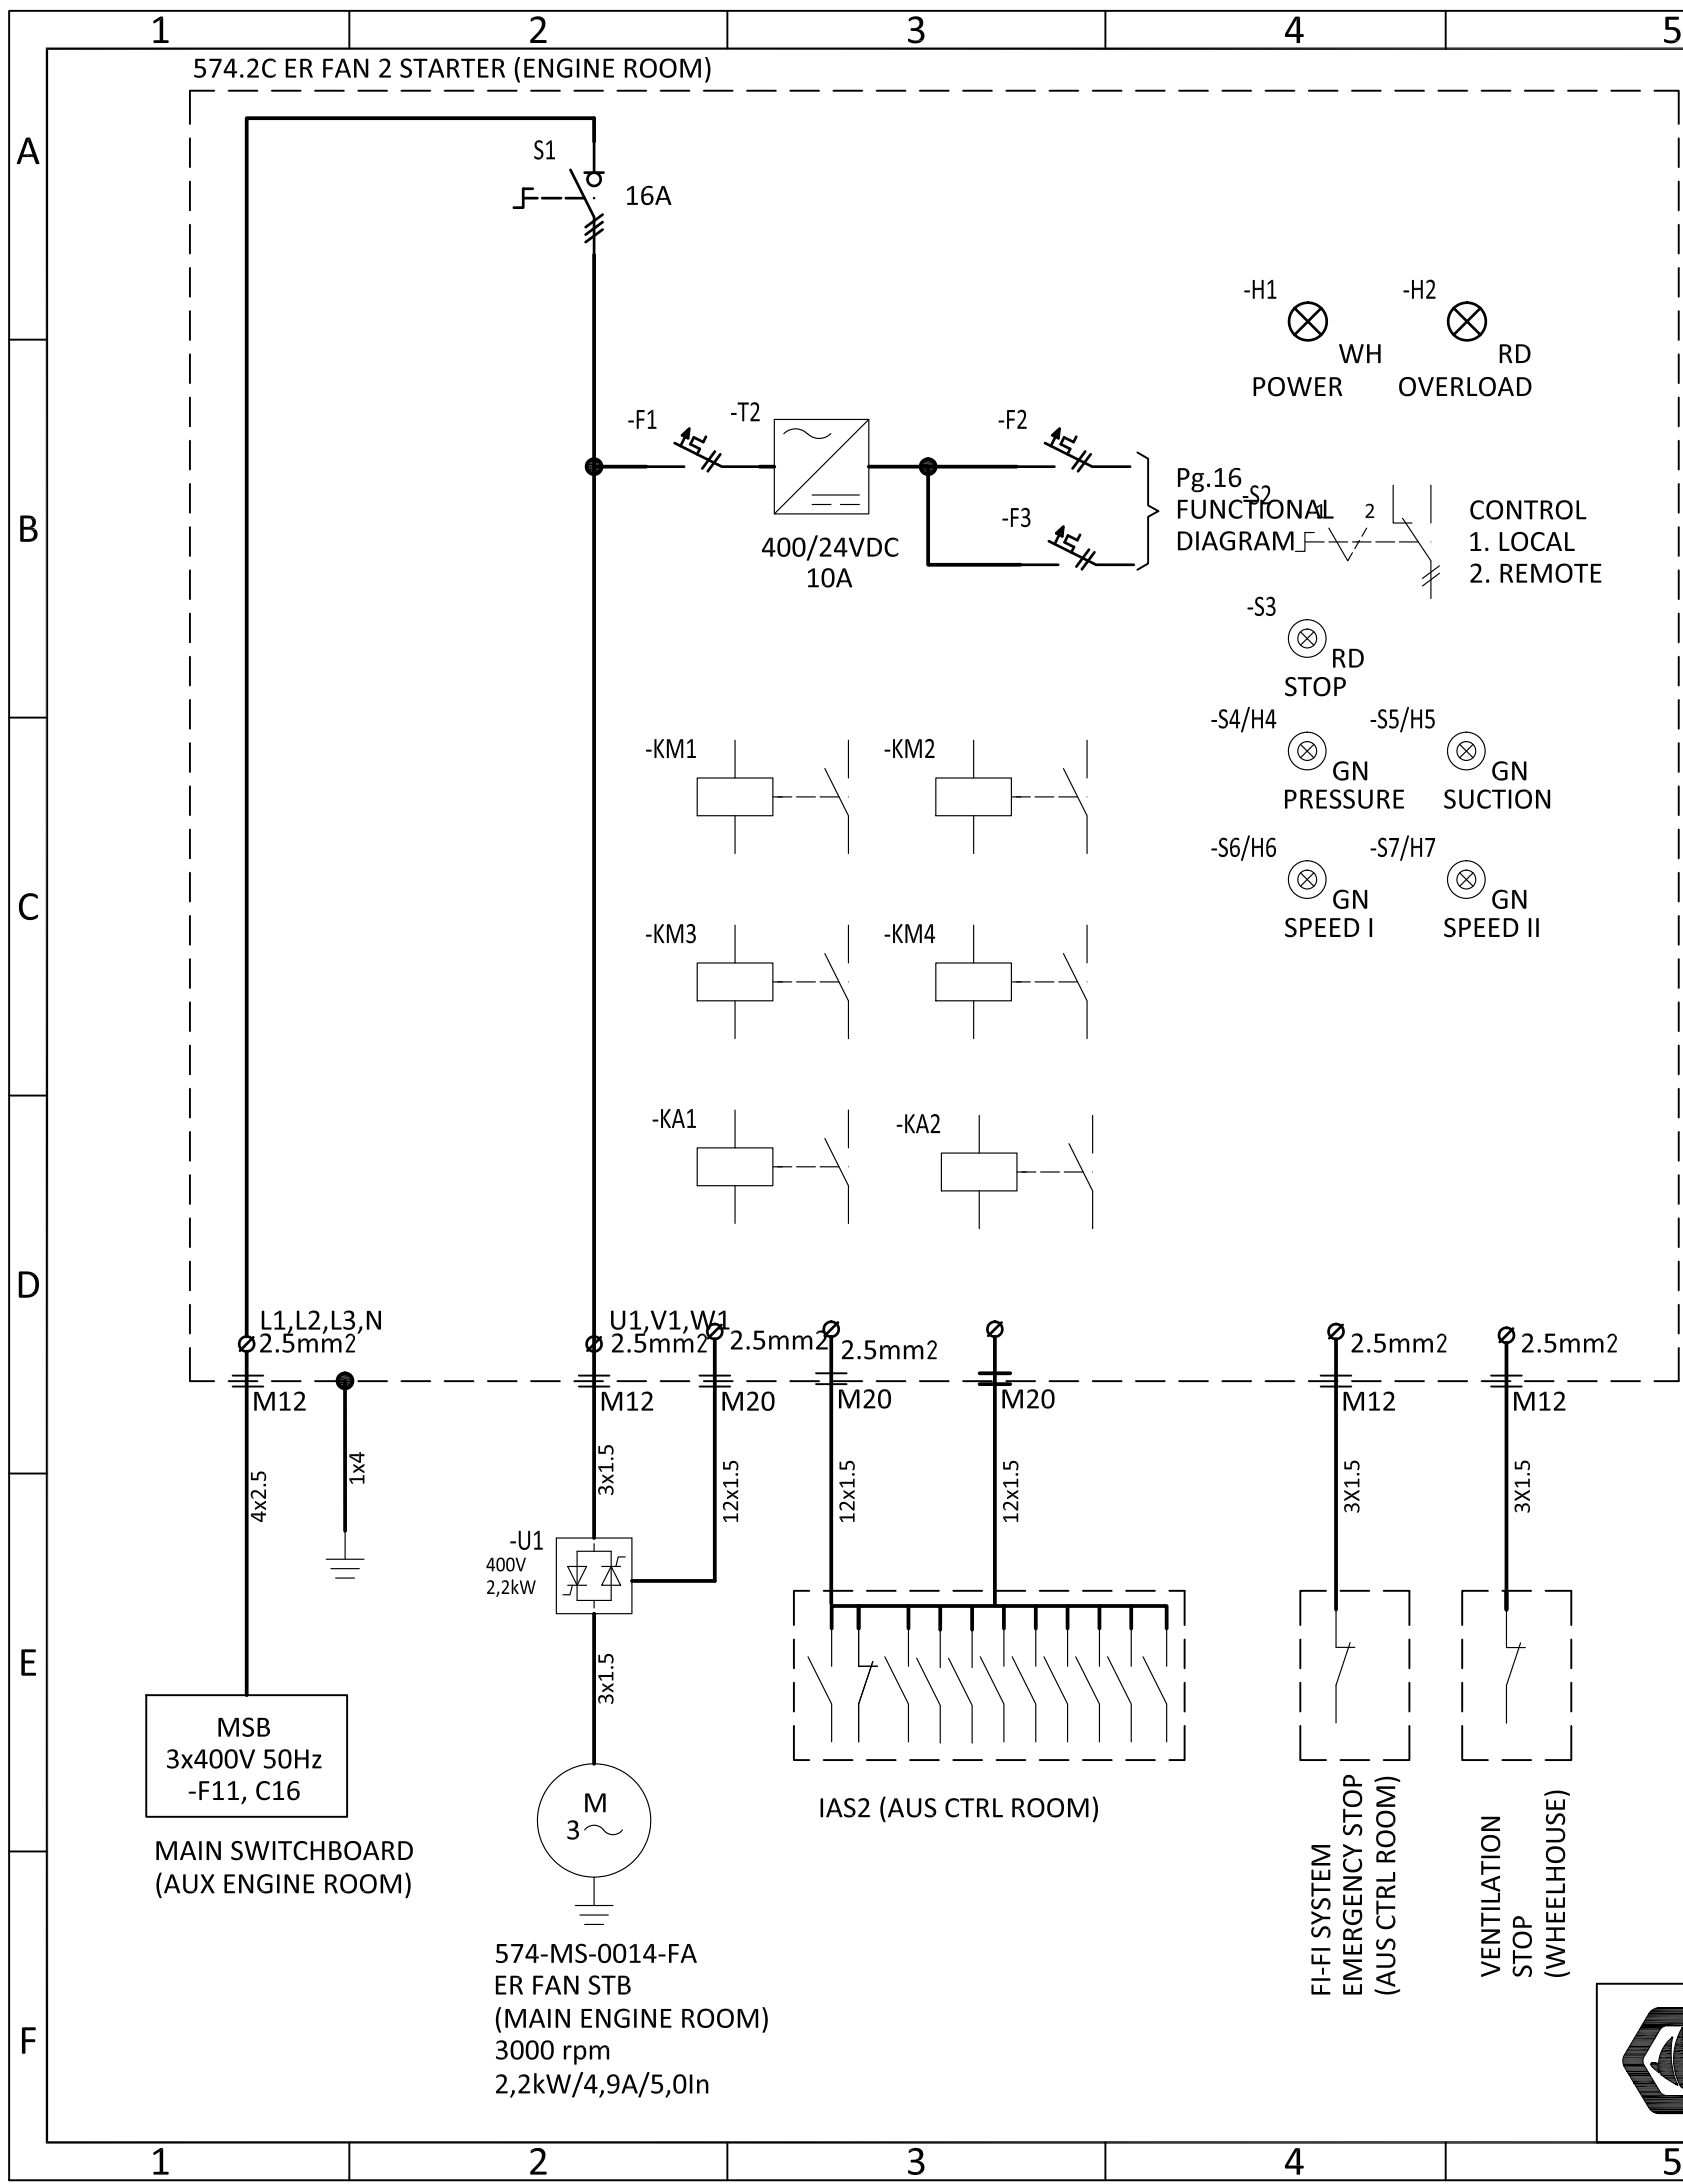 1 2 3 4 5
574.2C ER FAN 2 STARTER (ENGINE ROOM)
A
S1
16A
-H1
-H2
WH
RD
POWER
OVERLOAD
B
-F1
-T2
-F2
-F3
400/24VDC
10A
Pg.16
FUNCTIONAL
DIAGRAM
-S2
1 2
CONTROL
1. LOCAL
2. REMOTE
-S3
RD
STOP
-S4/H4
-S5/H5
GN
GN
PRESSURE
SUCTION
-S6/H6
-S7/H7
GN
GN
SPEED I
SPEED II
C
-KM1
-KM2
-KM3
-KM4
-KA1
-KA2
D
L1,L2,L3,N
2.5mm2
U1,V1,W1
2.5mm2
2.5mm2
2.5mm2
2.5mm2
2.5mm2
M12
M12
M20
M20
M20
M12
M12
4x2.5
1x4
3x1.5
12x1.5
12x1.5
12x1.5
3X1.5
3X1.5
-U1
400V
2,2kW
3x1.5
E
MSB
3x400V 50Hz
-F11, C16
MAIN SWITCHBOARD
(AUX ENGINE ROOM)
M
3
IAS2 (AUS CTRL ROOM)
FI-FI SYSTEM
EMERGENCY STOP
(AUS CTRL ROOM)
VENTILATION
STOP
(WHEELHOUSE)
574-MS-0014-FA
ER FAN STB
(MAIN ENGINE ROOM)
3000 rpm
2,2kW/4,9A/5,0In
F
1 2 3 4 5